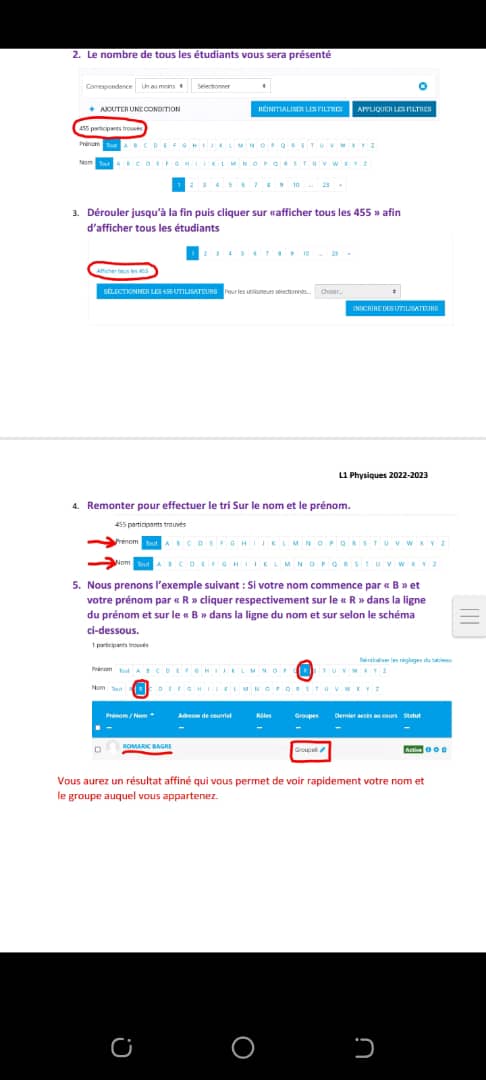 2. Le nombre de tous les étudiants vous sera présenté
Correspondance Un au moins Sélectionner
+ AJOUTER UNE CONDITION RÉINITIALISER LES FILTRES APPLIQUER LES FILTRES
455 participants trouvés
Prénom Tout A B C D E F G H I J K L M N O P Q R S T U V W X Y Z
Nom Tout A B C D E F G H I J K L M N O P Q R S T U V W X Y Z
1 2 3 4 5 6 7 8 9 10 ... 23 »
3. Dérouler jusqu’à la fin puis cliquer sur «afficher tous les 455 » afin
d’afficher tous les étudiants
1 2 3 4 5 6 7 8 9 10 ... 23 »
Afficher tous les 455
SÉLECTIONNER LES 455 UTILISATEURS Pour les utilisateurs sélectionnés... Choisir...
INSCRIRE DES UTILISATEURS
L1 Physiques 2022-2023
4. Remonter pour effectuer le tri Sur le nom et le prénom.
455 participants trouvés
Prénom Tout A B C D E F G H I J K L M N O P Q R S T U V W X Y Z
Nom Tout A B C D E F G H I J K L M N O P Q R S T U V W X Y Z
5. Nous prenons l’exemple suivant : Si votre nom commence par « B » et
votre prénom par « R » cliquer respectivement sur le « R » dans la ligne
du prénom et sur le « B » dans la ligne du nom et sur selon le schéma
ci-dessous.
1 participants trouvés
Réinitialiser les réglages du tableau
Prénom Tout A B C D E F G H I J K L M N O P Q R S T U V W X Y Z
Nom Tout A B C D E F G H I J K L M N O P Q R S T U V W X Y Z
Prénom / Nom Adresse de courriel Rôles Groupes Dernier accès au cours Statut
ROMARIC BAGRE Groupe8 Active
Vous aurez un résultat affiné qui vous permet de voir rapidement votre nom et
le groupe auquel vous appartenez.